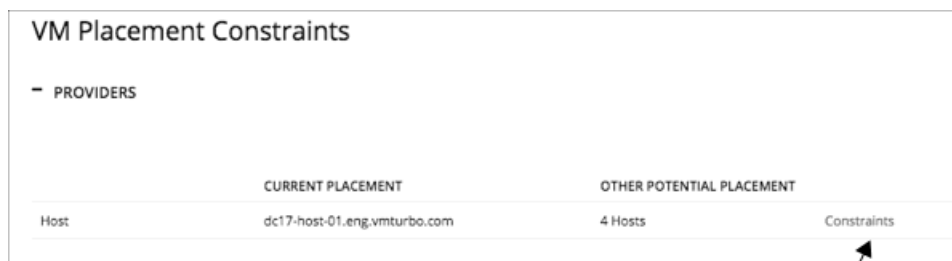 VM Placement Constraints
PROVIDERS
CURRENT PLACEMENT OTHER POTENTIAL PLACEMENT
Host dc17-host-01.eng.vmturbo.com 4 Hosts Constraints